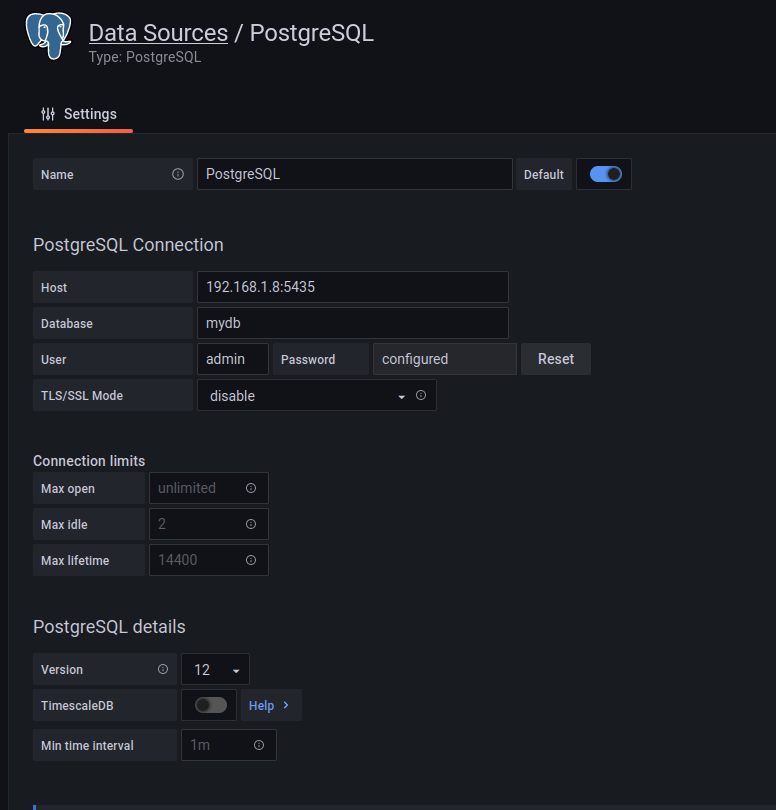 Data Sources / PostgreSQL
Type: PostgreSQL
Settings
Name PostgreSQL Default
PostgreSQL Connection
Host 192.168.1.8:5435
Database mydb
User admin Password configured Reset
TLS/SSL Mode disable
Connection limits
Max open unlimited
Max idle 2
Max lifetime 14400
PostgreSQL details
Version 12
TimescaleDB Help
Min time interval 1m